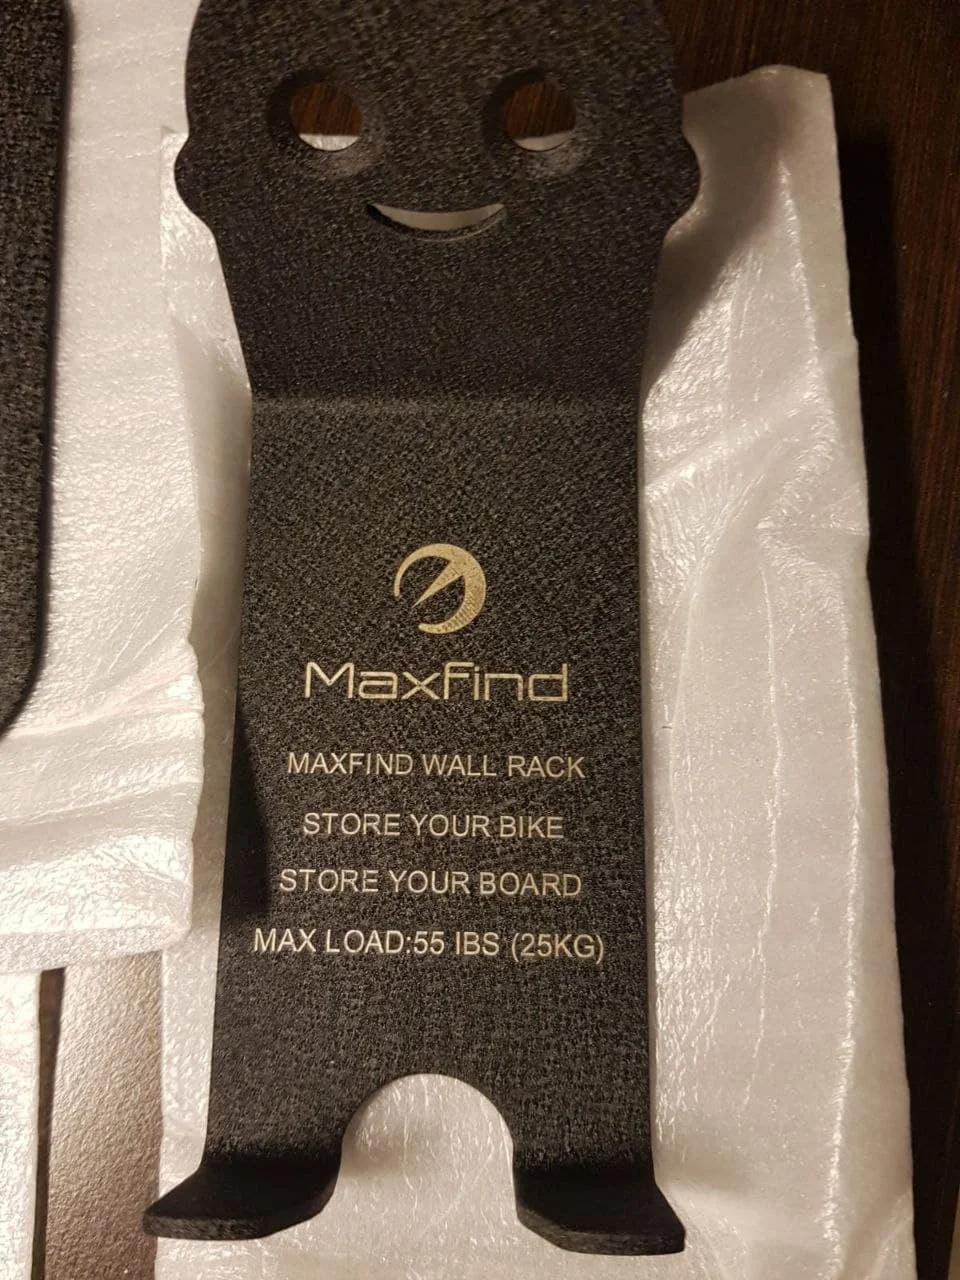 Maxfind
MAXFIND WALL RACK
STORE YOUR BIKE
STORE YOUR BOARD
MAX LOAD:55 IBS (25KG)